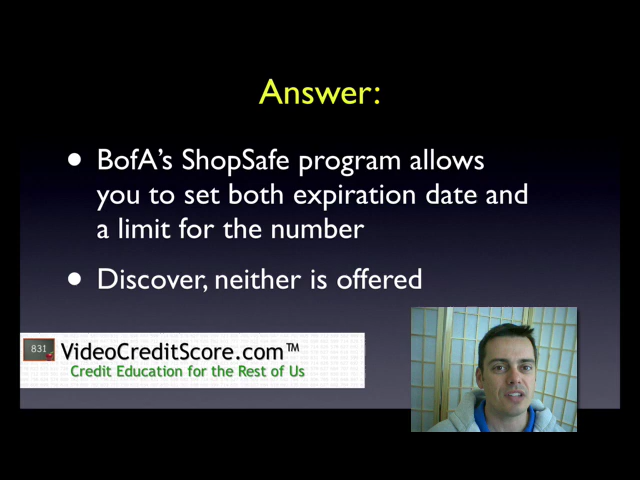 Answer:
• BofA's ShopSafe program allows
you to set both expiration date and
a limit for the number
• Discover, neither is offered
831
VideoCreditScore.com™
Credit Education for the Rest of Us